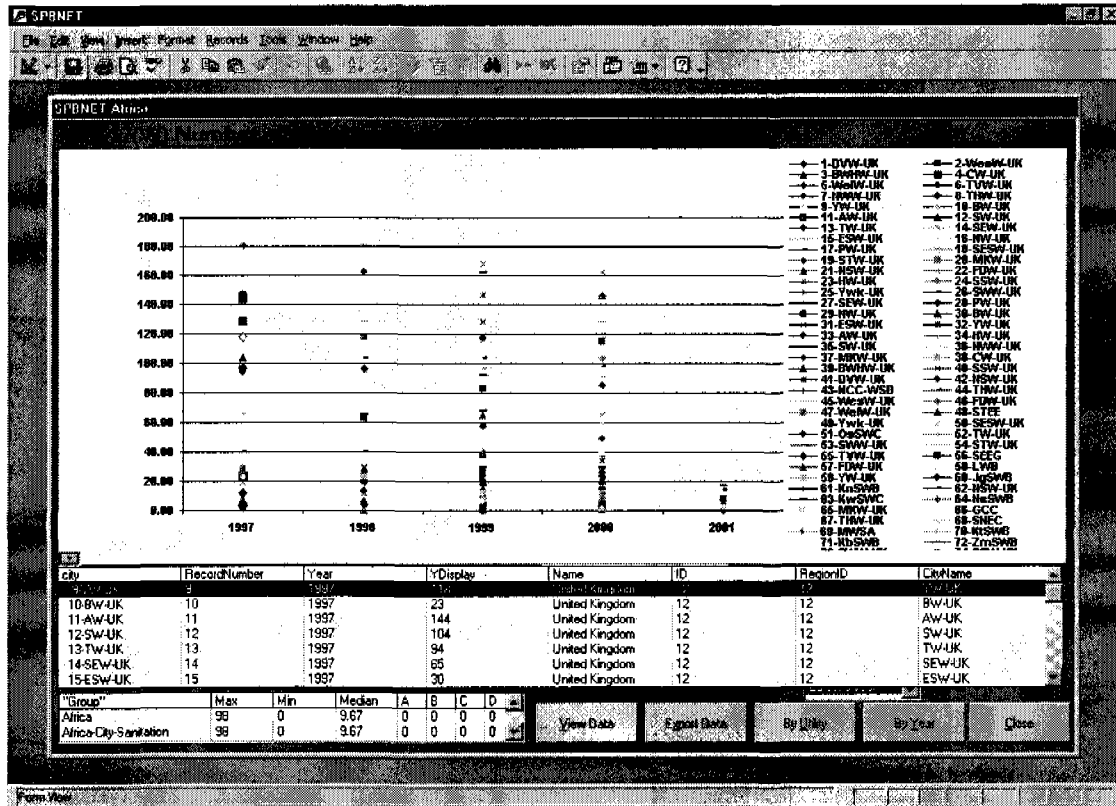 SPBNET
File Edit View Insert Format Records Tools Window Help
SPBNET Africa
1-DVW-UK 2-WesW-UK
3-BWHW-UK 4-CW-UK
5-WelW-UK 6-TVW-UK
7-NWW-UK 8-THW-UK
9-YW-UK 10-BW-UK
200.00 11-AW-UK 12-SW-UK
13-TW-UK 14-SEW-UK
180.00 15-ESW-UK 16-NW-UK
17-PW-UK 18-SESW-UK
160.00 19-STW-UK 20-MKW-UK
21-NSW-UK 22-FDW-UK
23-HW-UK 24-SSW-UK
140.00 25-Ywk-UK 26-SWW-UK
27-SEW-UK 28-PW-UK
120.00 29-NW-UK 30-BW-UK
31-ESW-UK 32-YW-UK
33-AW-UK 34-HW-UK
100.00 35-SW-UK 36-NWW-UK
37-MKW-UK 38-CW-UK
80.00 39-BWHW-UK 40-SSW-UK
41-DVW-UK 42-NSW-UK
43-NCC-WSD 44-THW-UK
60.00 45-WesW-UK 46-FDW-UK
47-WelW-UK 48-STEE
49-Ywk-UK 50-SESW-UK
40.00 51-OsSWC 52-TW-UK
53-SWW-UK 54-STW-UK
20.00 55-TVW-UK 56-SEEG
57-FDW-UK 58-LWB
59-YW-UK 60-JgSWB
0.00 61-KnSWB 62-NSW-UK
1997 1998 1999 2000 2001
63-KwSWC 64-NsSWB
65-MKW-UK 66-GCC
67-THW-UK 68-SNEC
69-MWSA 70-KtSWB
71-KbSWB 72-ZmSWB
city RecordNumber Year YDisplay Name ID RegionID CityName
10-BW-UK 10 1997 23 United Kingdom 12 12 BW-UK
11-AW-UK 11 1997 144 United Kingdom 12 12 AW-UK
12-SW-UK 12 1997 104 United Kingdom 12 12 SW-UK
13-TW-UK 13 1997 94 United Kingdom 12 12 TW-UK
14-SEW-UK 14 1997 65 United Kingdom 12 12 SEW-UK
15-ESW-UK 15 1997 30 United Kingdom 12 12 ESW-UK
"Group" Max Min Median A B C D
Africa 98 0 9.67 0 0 0 0
Africa-City-Sanitation 98 0 9.67 0 0 0 0
View Data Export Data By Utility By Year Close
Form View